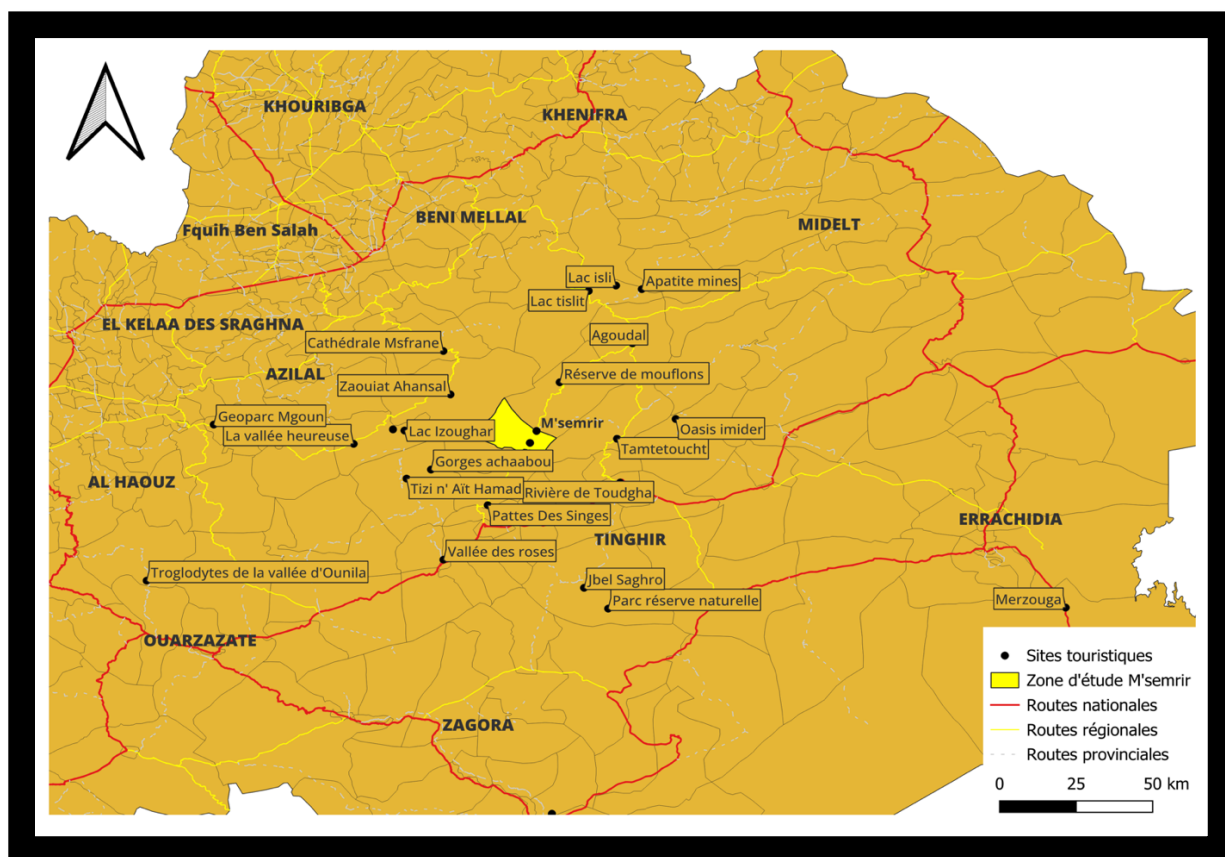 KHOURIBGA
KHENIFRA
BENI MELLAL
Fquih Ben Salah
MIDELT
Lac isli
Apatite mines
Lac tislit
EL KELAA DES SRAGHNA
Cathédrale Msfrane
Agoudal
AZILAL
Réserve de mouflons
Zaouiat Ahansal
Geoparc Mgoun
La vallée heureuse
Lac Izoughar
M'semrir
Oasis imider
Tamtetoucht
Gorges achaabou
AL HAOUZ
Tizi n' Aït Hamad
Rivière de Toudgha
Pattes Des Singes
ERRACHIDIA
TINGHIR
Vallée des roses
Troglodytes de la vallée d'Ounila
Jbel Saghro
Parc réserve naturelle
Merzouga
OUARZAZATE
ZAGORA
Sites touristiques
Zone d'étude M'semrir
Routes nationales
Routes régionales
Routes provinciales
0 25 50 km